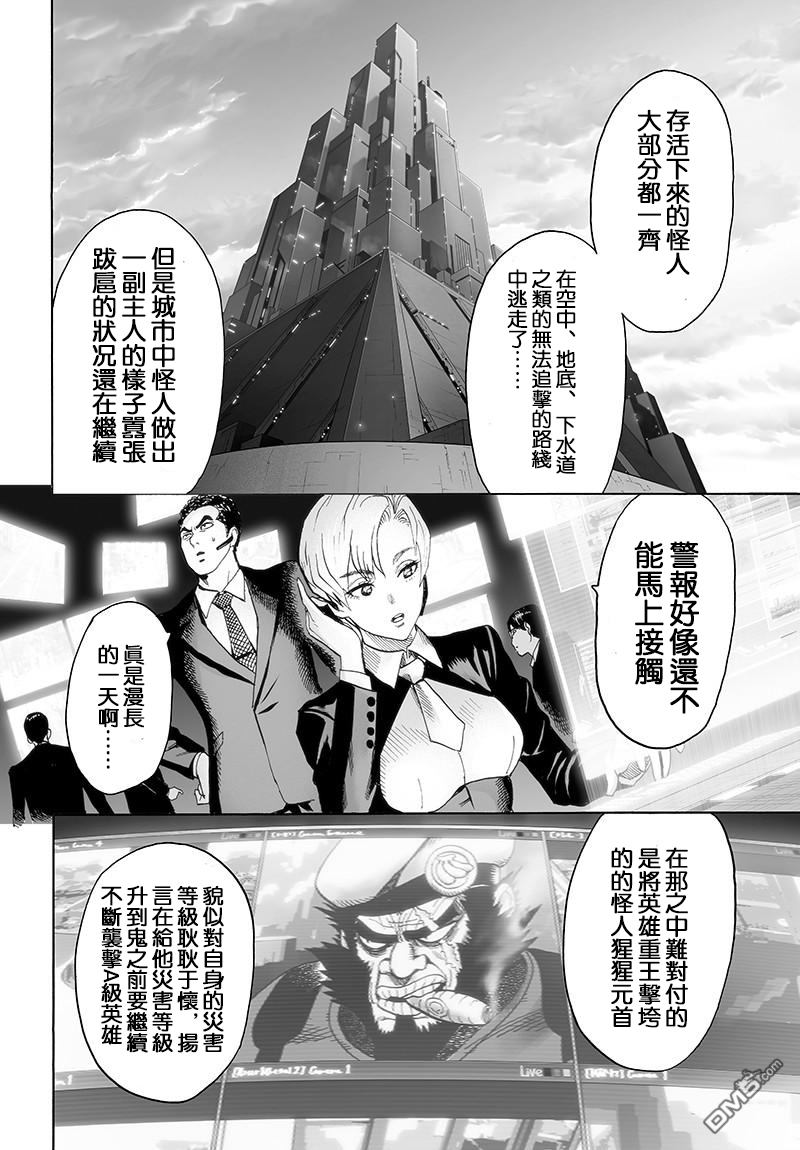 存活下來的怪人
大部分都一齊
在空中、地底、下水道
之類的無法追擊的路綫
中逃走了……
但是城市中怪人做出
一副主人的樣子囂張
跋扈的狀況還在繼續
警報好像還不
能馬上接觸
眞是漫長
的一天啊……
在那之中難對付的
是將英雄重王擊垮
的的怪人猩猩元首
貌似對自身的災害
等級耿耿于懷，揚
言在給他災害等級
升到鬼之前要繼續
不斷襲擊A級英雄
Live
Live
DM5.com